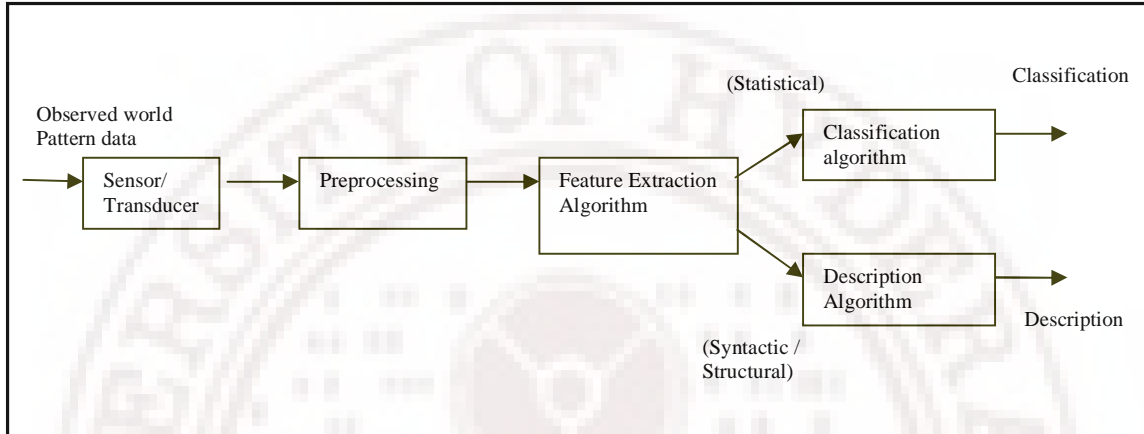 (Statistical)
Classification
Observed world
Pattern data
Classification
algorithm
Sensor/
Transducer
Preprocessing
Feature Extraction
Algorithm
Description
Algorithm
Description
(Syntactic /
Structural)